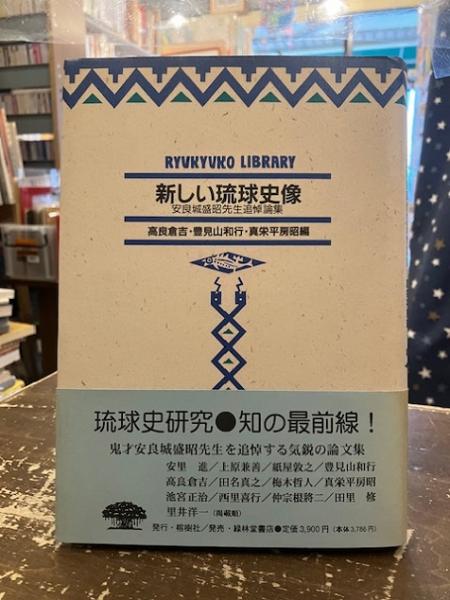 RYUKYUKO LIBRARY
新しい琉球史像
安良城盛昭先生追悼論集
高良倉吉・豊見山和行・真栄平房昭編
琉球史研究●知の最前線！
鬼才安良城盛昭先生を追悼する気鋭の論文集
安里 進／上原兼善／紙屋敦之／豊見山和行
高良倉吉／田名真之／梅木哲人／真栄平房昭
池宮正治／西里喜行／仲宗根將二／田里 修
里井洋一（掲載順）
発行・榕樹社／発売・緑林堂書店●定価3,900円（本体3,786円）